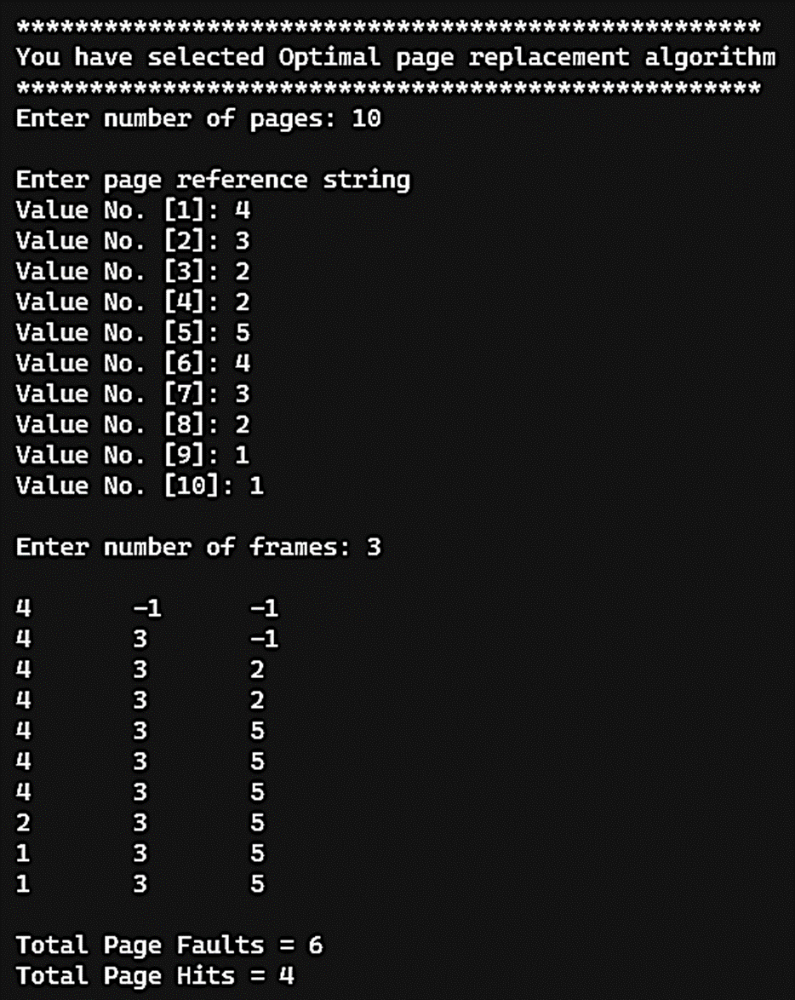 ***************************************************
You have selected Optimal page replacement algorithm
***************************************************
Enter number of pages: 10
Enter page reference string
Value No. [1]: 4
Value No. [2]: 3
Value No. [3]: 2
Value No. [4]: 2
Value No. [5]: 5
Value No. [6]: 4
Value No. [7]: 3
Value No. [8]: 2
Value No. [9]: 1
Value No. [10]: 1
Enter number of frames: 3
4 -1 -1
4 3 -1
4 3 2
4 3 2
4 3 5
4 3 5
4 3 5
2 3 5
1 3 5
1 3 5
Total Page Faults = 6
Total Page Hits = 4